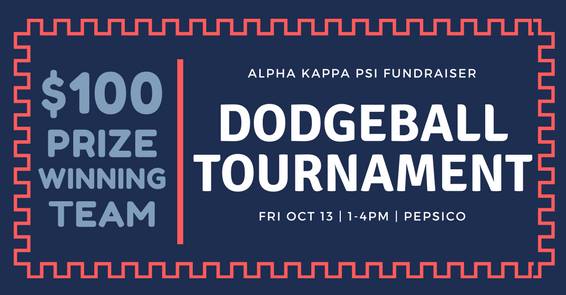 $100
PRIZE
WINNING
TEAM
ALPHA KAPPA PSI FUNDRAISER
DODGEBALL
TOURNAMENT
FRI OCT 13 | 1-4PM | PEPSICO